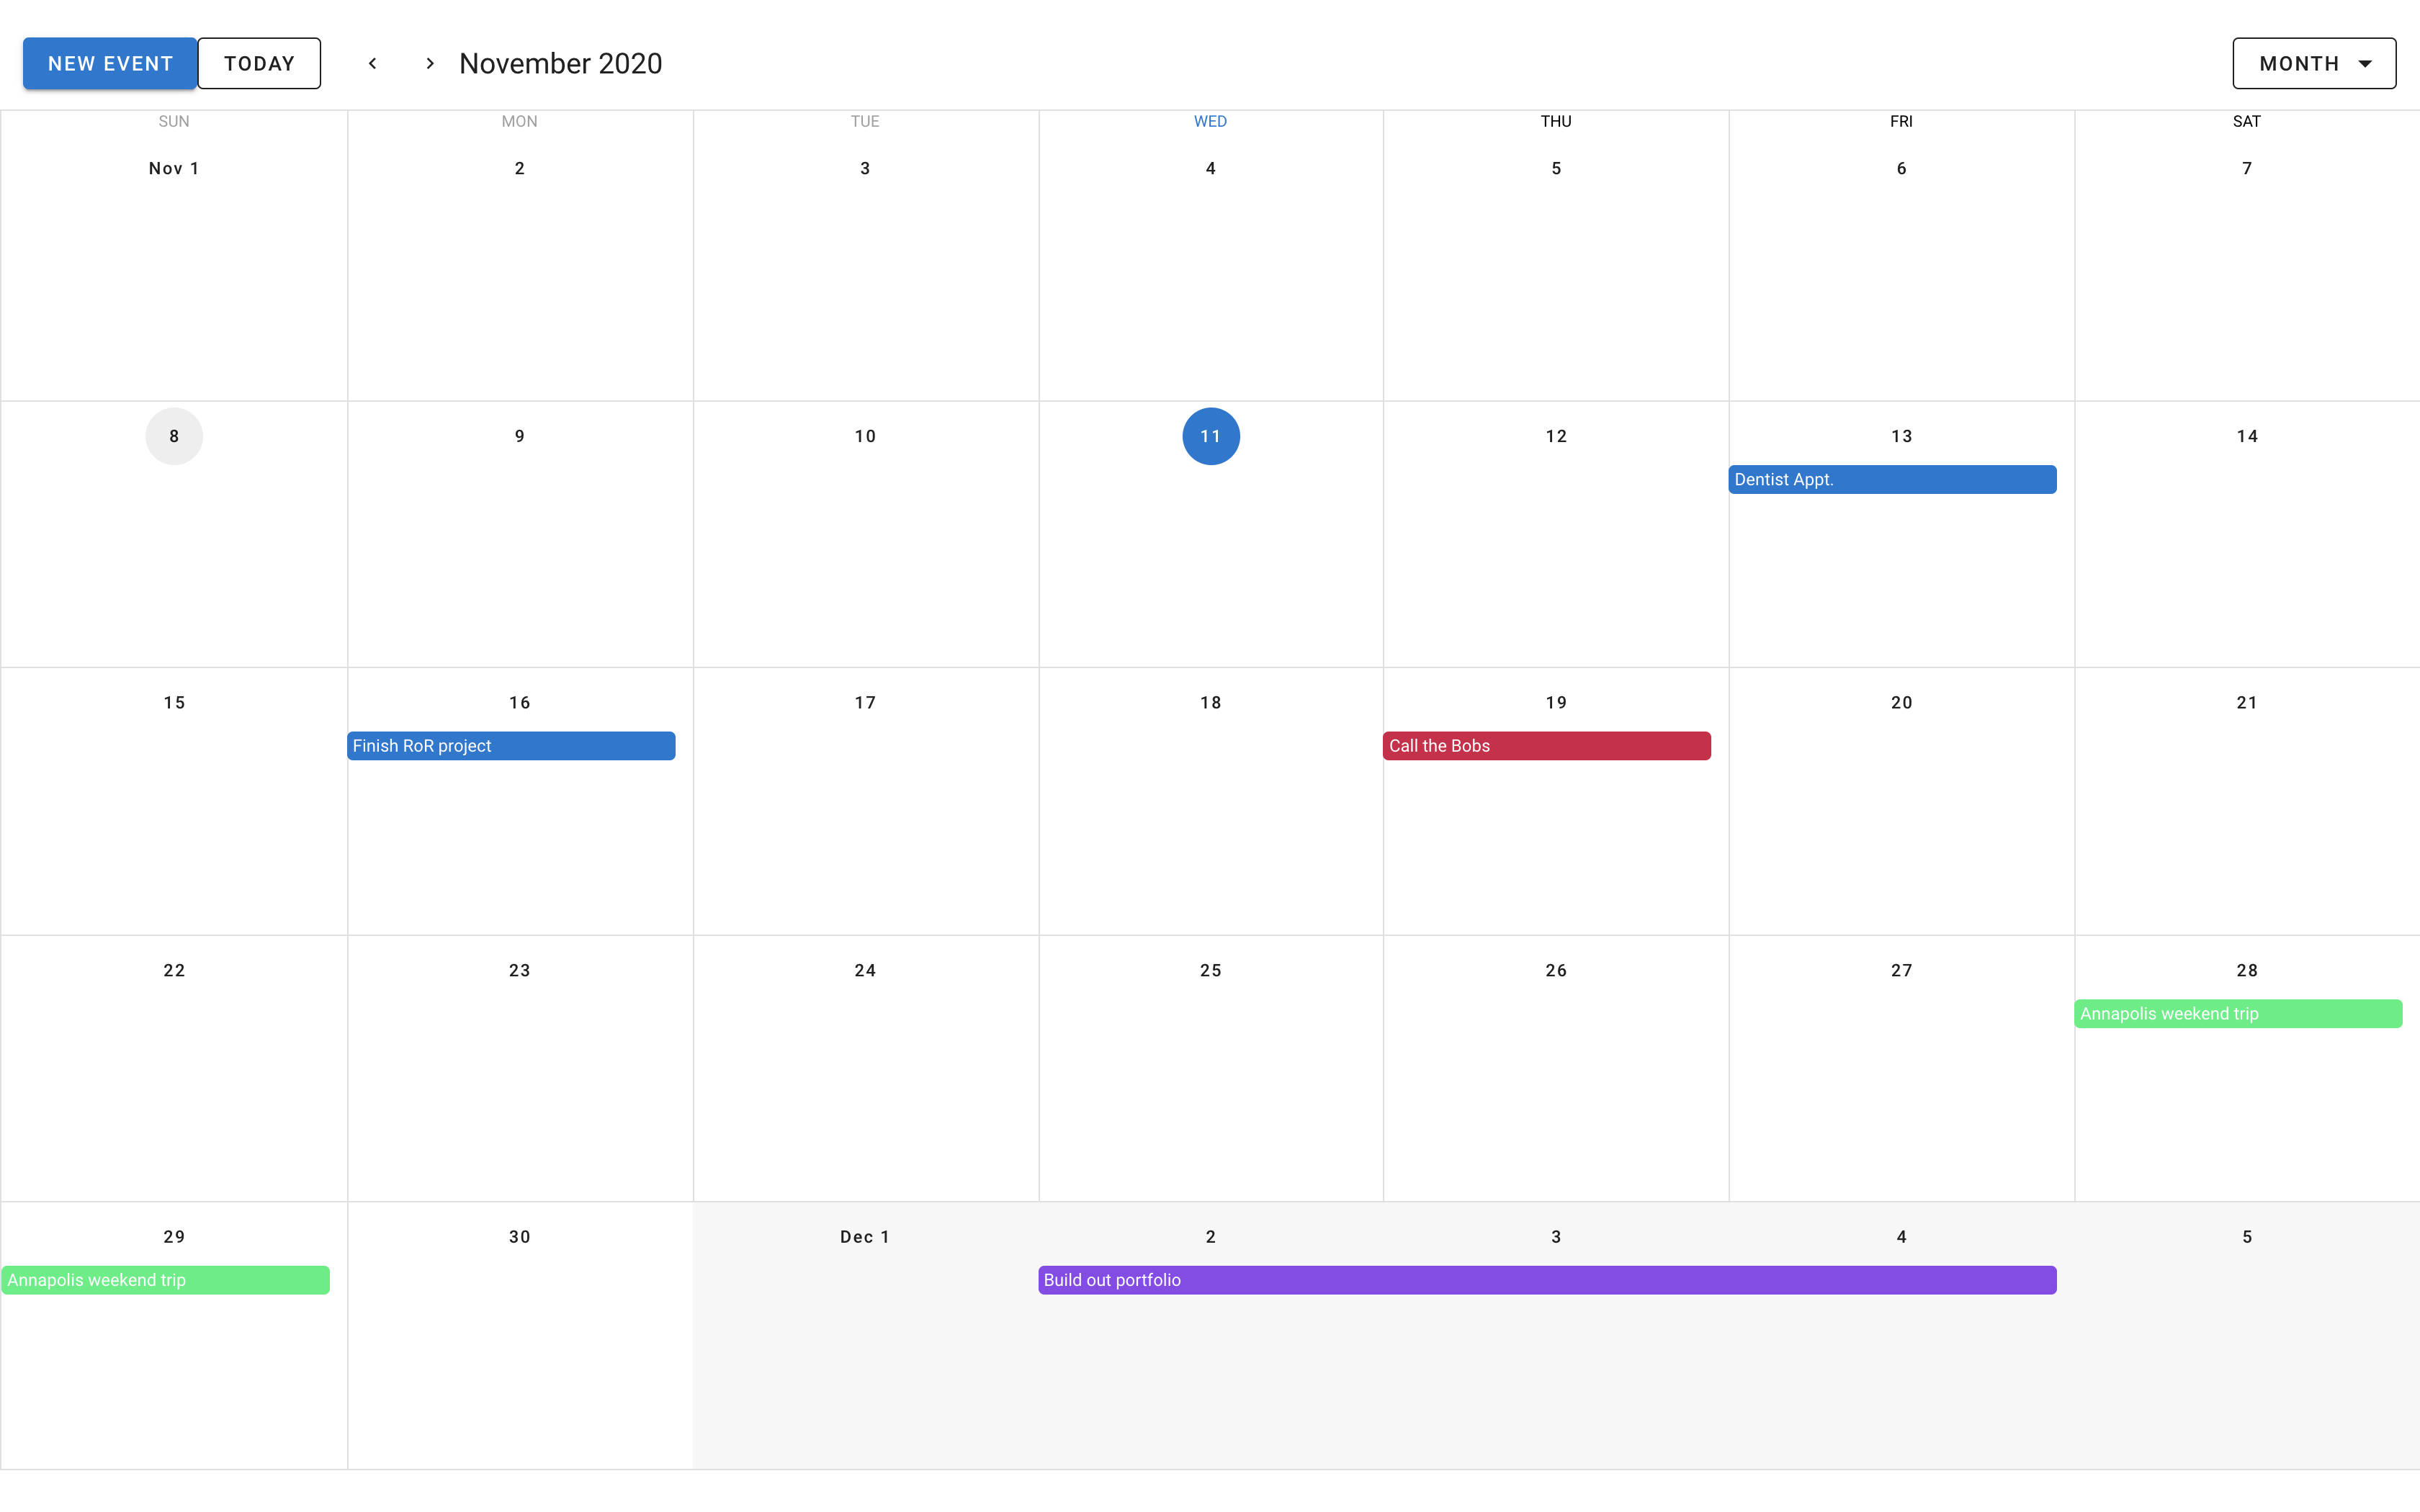 NEW EVENT TODAY ‹ › November 2020 MONTH
SUN MON TUE WED THU FRI SAT
Nov 1 2 3 4 5 6 7
8 9 10 11 12 13 14
Dentist Appt.
15 16 17 18 19 20 21
Finish RoR project Call the Bobs
22 23 24 25 26 27 28
Annapolis weekend trip
29 30 Dec 1 2 3 4 5
Annapolis weekend trip Build out portfolio